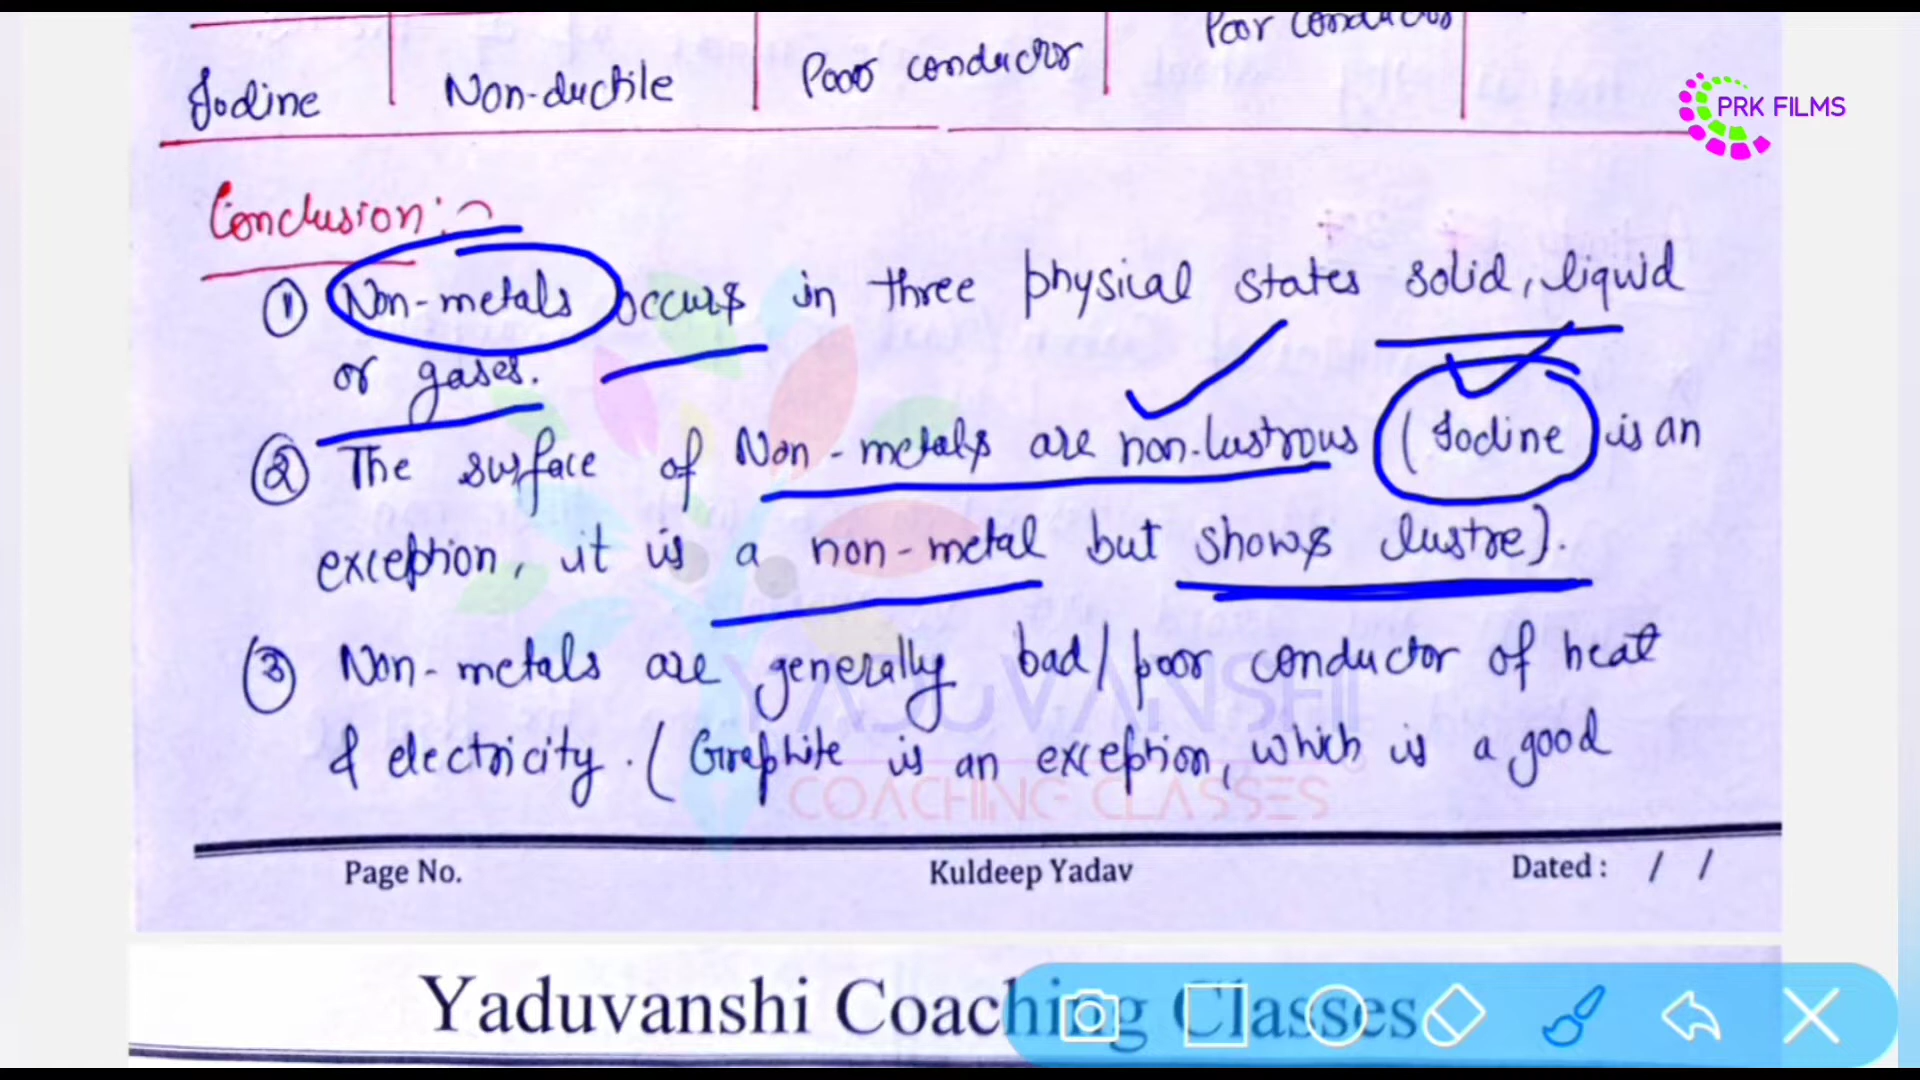 Poor conductor
Iodine Non-ductile Poor conductor
PRK FILMS
Conclusion:-
① Non-metals occurs in three physical states solid, liquid
or gases.
② The surface of Non-metals are non-lustrous (Iodine is an
exception, it is a non-metal but shows lustre).
③ Non-metals are generally bad/poor conductor of heat
& electricity. (Graphite is an exception, which is a good
YADUVANSHI
COACHING CLASSES
Page No. Kuldeep Yadav Dated: / /
Yaduvanshi Coaching Classes